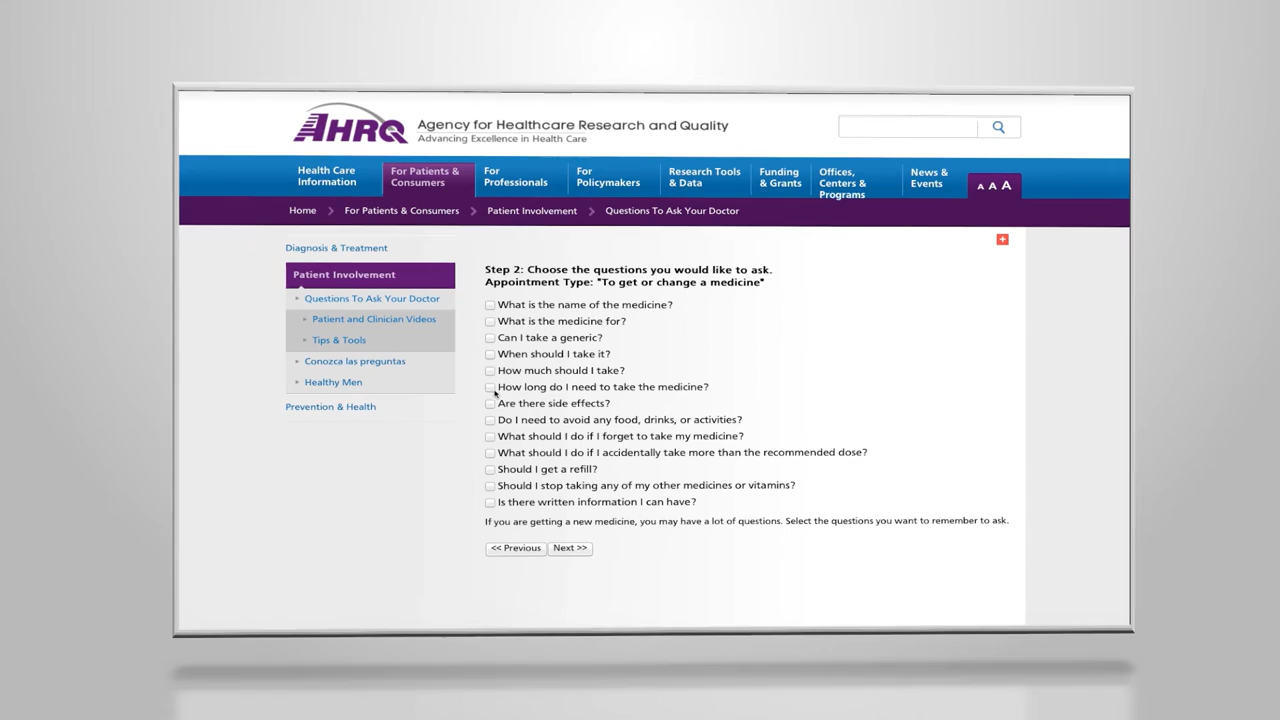 AHRQ
Agency for Healthcare Research and Quality
Advancing Excellence in Health Care
Health Care Information
For Patients & Consumers
For Professionals
For Policymakers
Research Tools & Data
Funding & Grants
Offices, Centers & Programs
News & Events
A A A
Home > For Patients & Consumers > Patient Involvement > Questions To Ask Your Doctor
Diagnosis & Treatment
Patient Involvement
Questions To Ask Your Doctor
Patient and Clinician Videos
Tips & Tools
Conozca las preguntas
Healthy Men
Prevention & Health
Step 2: Choose the questions you would like to ask.
Appointment Type: "To get or change a medicine"
What is the name of the medicine?
What is the medicine for?
Can I take a generic?
When should I take it?
How much should I take?
How long do I need to take the medicine?
Are there side effects?
Do I need to avoid any food, drinks, or activities?
What should I do if I forget to take my medicine?
What should I do if I accidentally take more than the recommended dose?
Should I get a refill?
Should I stop taking any of my other medicines or vitamins?
Is there written information I can have?
If you are getting a new medicine, you may have a lot of questions. Select the questions you want to remember to ask.
<< Previous
Next >>